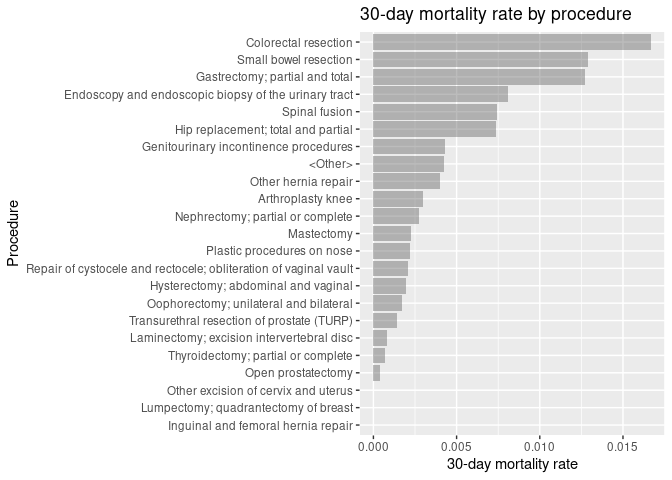 30-day mortality rate by procedure
Colorectal resection
Small bowel resection
Gastrectomy; partial and total
Endoscopy and endoscopic biopsy of the urinary tract
Spinal fusion
Hip replacement; total and partial
Genitourinary incontinence procedures
<Other>
Other hernia repair
Arthroplasty knee
Nephrectomy; partial or complete
Mastectomy
Plastic procedures on nose
Repair of cystocele and rectocele; obliteration of vaginal vault
Hysterectomy; abdominal and vaginal
Oophorectomy; unilateral and bilateral
Transurethral resection of prostate (TURP)
Laminectomy; excision intervertebral disc
Thyroidectomy; partial or complete
Open prostatectomy
Other excision of cervix and uterus
Lumpectomy; quadrantectomy of breast
Inguinal and femoral hernia repair
Procedure
0.000 0.005 0.010 0.015
30-day mortality rate